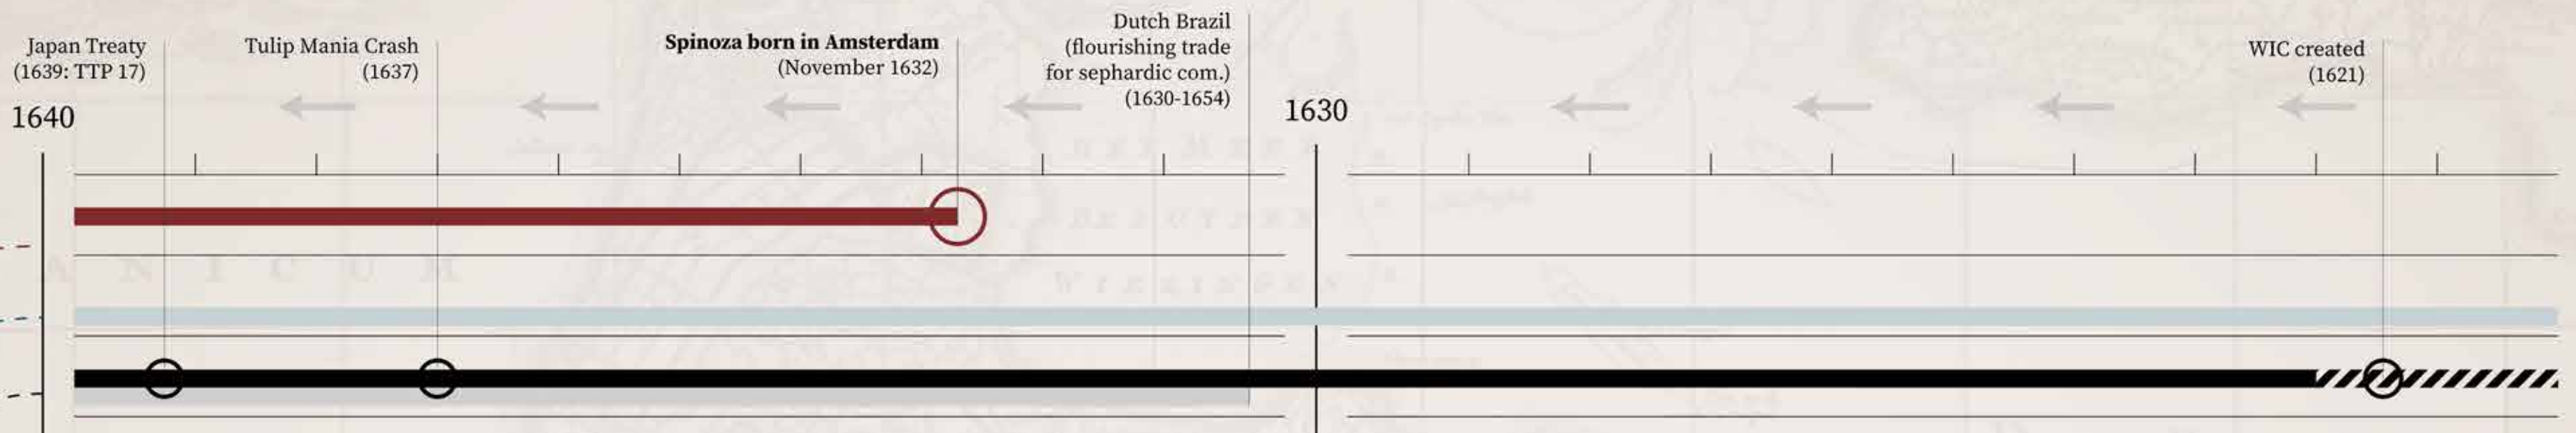 Japan Treaty
(1639: TTP 17)
Tulip Mania Crash
(1637)
Spinoza born in Amsterdam
(November 1632)
Dutch Brazil
(flourishing trade
for sephardic com.)
(1630-1654)
WIC created
(1621)
1640
1630
A N I C U M
W I E R I N G E N